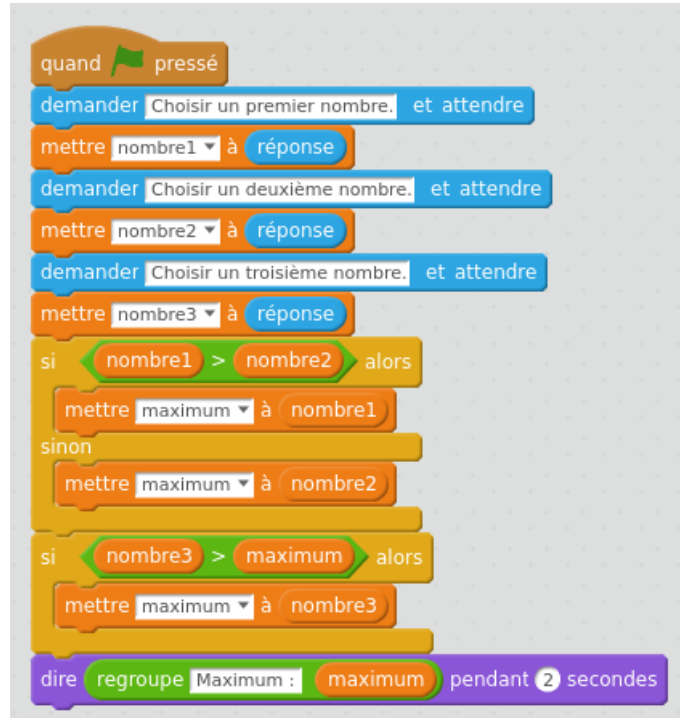 quand pressé
demander Choisir un premier nombre. et attendre
mettre nombre1 à réponse
demander Choisir un deuxième nombre. et attendre
mettre nombre2 à réponse
demander Choisir un troisième nombre. et attendre
mettre nombre3 à réponse
si nombre1 > nombre2 alors
mettre maximum à nombre1
sinon
mettre maximum à nombre2
si nombre3 > maximum alors
mettre maximum à nombre3
dire regroupe Maximum : maximum pendant 2 secondes